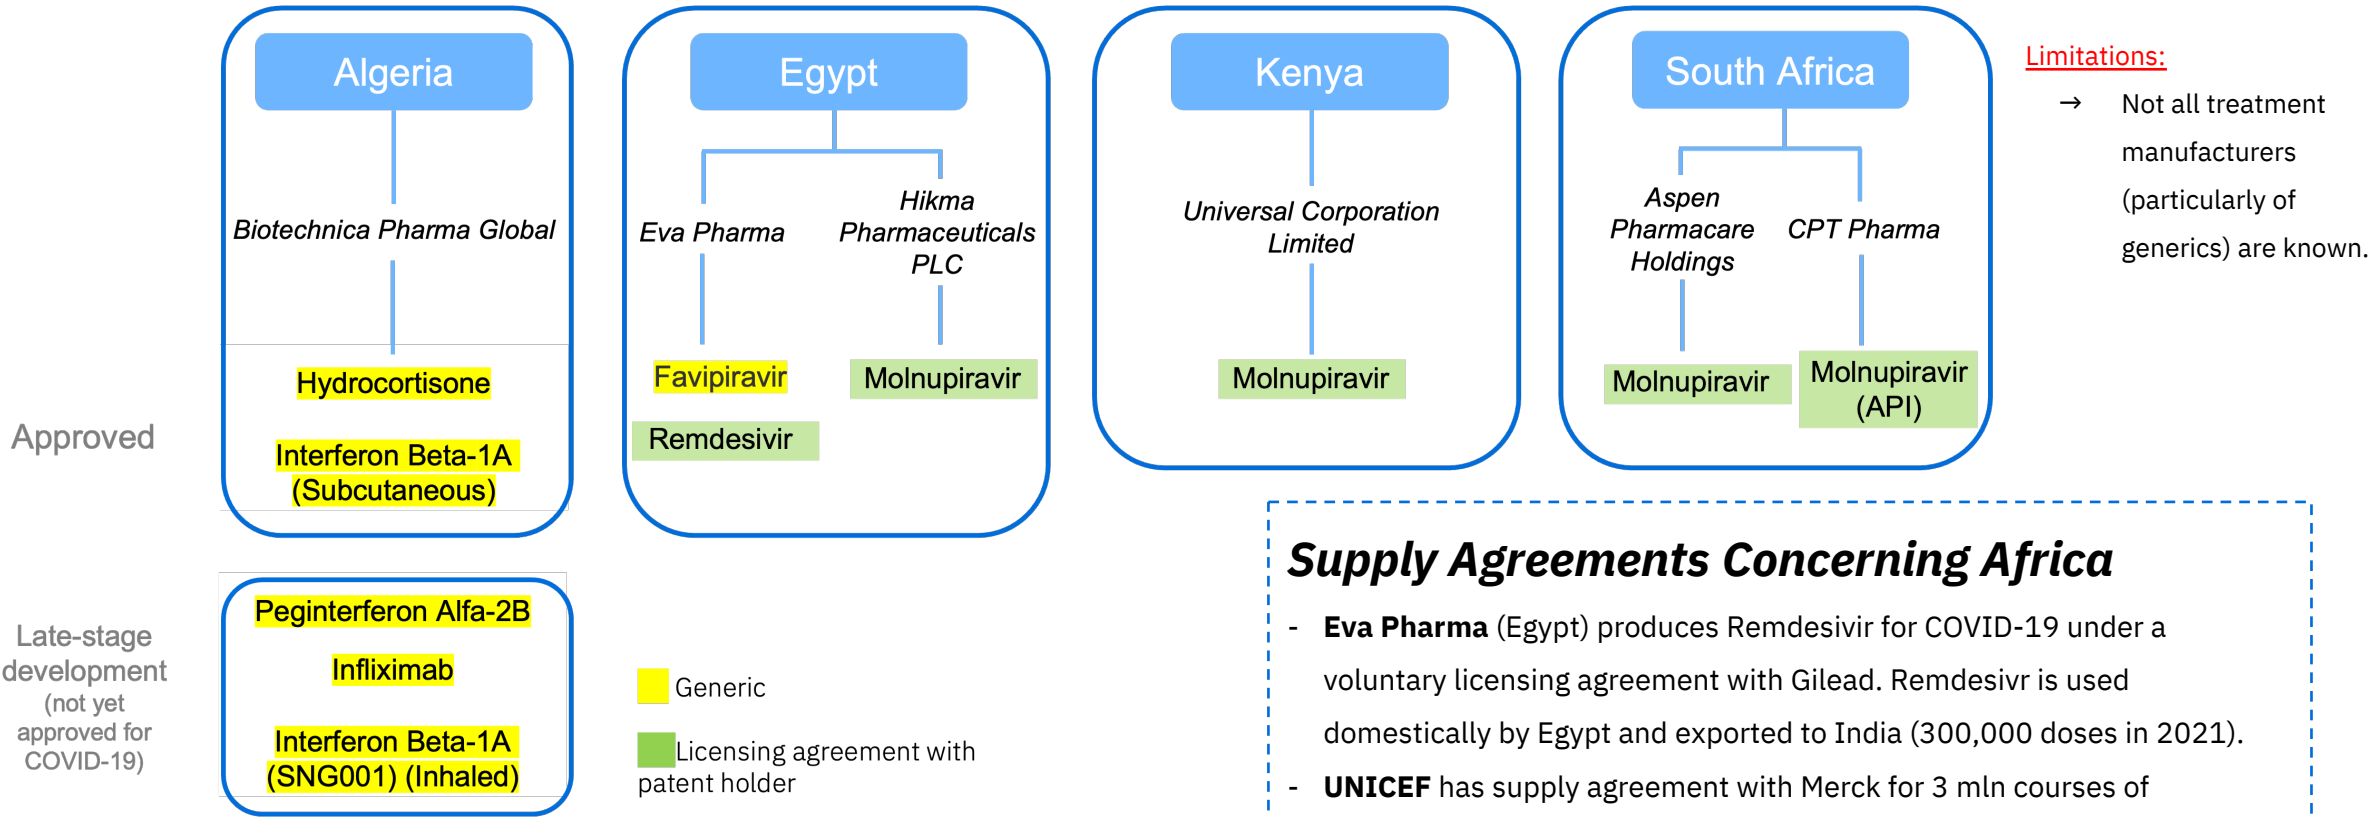 Algeria
Biotechnica Pharma Global
Hydrocortisone
Interferon Beta-1A
(Subcutaneous)
Egypt
Eva Pharma
Favipiravir
Remdesivir
Hikma
Pharmaceuticals
PLC
Molnupiravir
Kenya
Universal Corporation
Limited
Molnupiravir
South Africa
Aspen
Pharmacare
Holdings
Molnupiravir
CPT Pharma
Molnupiravir
(API)
Limitations:
→ Not all treatment
manufacturers
(particularly of
generics) are known.
Approved
Late-stage
development
(not yet
approved for
COVID-19)
Peginterferon Alfa-2B
Infliximab
Interferon Beta-1A
(SNG001) (Inhaled)
Generic
Licensing agreement with
patent holder
Supply Agreements Concerning Africa
- Eva Pharma (Egypt) produces Remdesivir for COVID-19 under a
voluntary licensing agreement with Gilead. Remdesivr is used
domestically by Egypt and exported to India (300,000 doses in 2021).
- UNICEF has supply agreement with Merck for 3 mln courses of